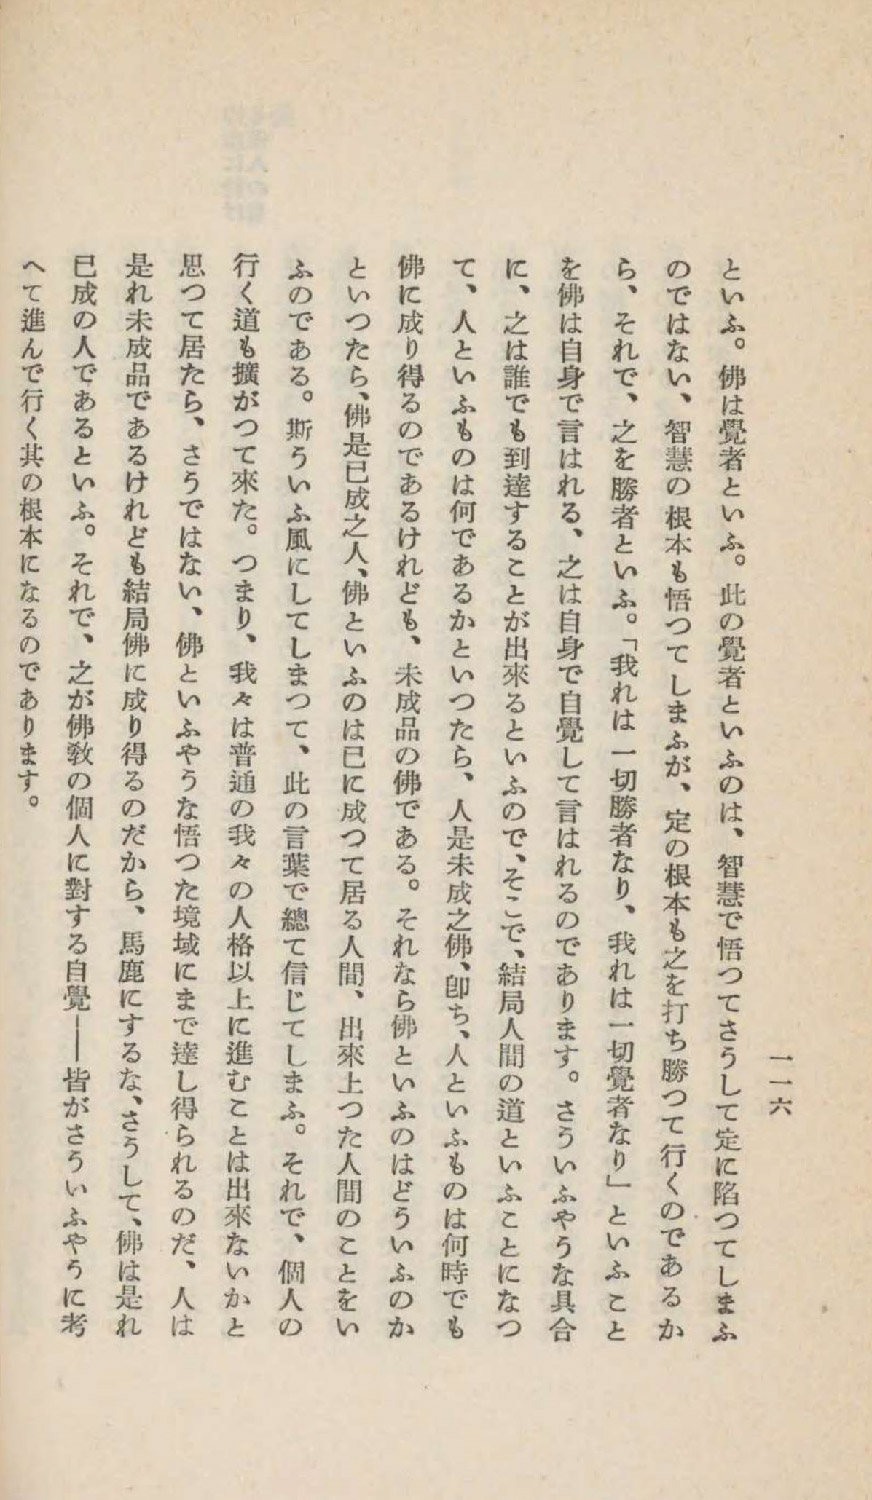 一一六
といふ。佛は覺者といふ。此の覺者といふのは、智慧で悟つてさうして定に陷つてしまふ
のではない、智慧の根本も悟つてしまふが、定の根本も之を打ち勝つて行くのであるか
ら、それで、之を勝者といふ。「我れは一切勝者なり、我れは一切覺者なり」といふこと
を佛は自身で言はれる、之は自身で自覺して言はれるのであります。さういふやうな具合
に、之は誰でも到達することが出來るといふので、そこで、結局人間の道といふことになつ
て、人といふものは何であるかといつたら、人是未成之佛、卽ち、人といふものは何時でも
佛に成り得るのであるけれども、未成品の佛である。それなら佛といふのはどういふのか
といつたら、佛是已成之人、佛といふのは已に成つて居る人間、出來上つた人間のことをい
ふのである。斯ういふ風にしてしまつて、此の言葉で總て信じてしまふ。それで、個人の
行く道も擴がつて來た。つまり、我々は普通の我々の人格以上に進むことは出來ないかと
思つて居たら、さうではない、佛といふやうな悟つた境域にまで達し得られるのだ、人は
是れ未成品であるけれども結局佛に成り得るのだから、馬鹿にするな、さうして、佛は是れ
已成の人であるといふ。それで、之が佛敎の個人に對する自覺――皆がさういふやうに考
へて進んで行く其の根本になるのであります。